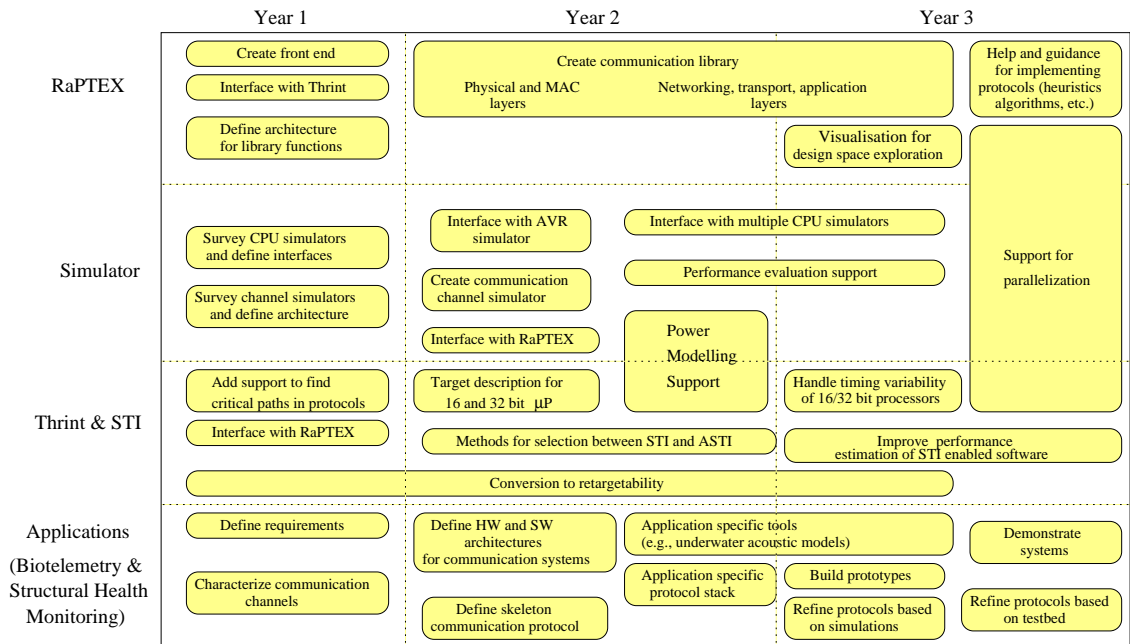 Year 1
Year 2
Year 3
RaPTEX
Create front end
Interface with Thrint
Define architecture
for library functions
Create communication library
Physical and MAC
layers
Networking, transport, application
layers
Help and guidance
for implementing
protocols (heuristics
algorithms, etc.)
Visualisation for
design space exploration
Simulator
Survey CPU simulators
and define interfaces
Survey channel simulators
and define architecture
Interface with AVR
simulator
Create communication
channel simulator
Interface with RaPTEX
Interface with multiple CPU simulators
Performance evaluation support
Power
Modelling
Support
Support for
parallelization
Thrint & STI
Add support to find
critical paths in protocols
Interface with RaPTEX
Target description for
16 and 32 bit µP
Handle timing variability
of 16/32 bit processors
Methods for selection between STI and ASTI
Improve performance
estimation of STI enabled software
Conversion to retargetability
Applications
(Biotelemetry &
Structural Health
Monitoring)
Define requirements
Characterize communication
channels
Define HW and SW
architectures
for communication systems
Define skeleton
communication protocol
Application specific tools
(e.g., underwater acoustic models)
Application specific
protocol stack
Build prototypes
Refine protocols based
on simulations
Demonstrate
systems
Refine protocols based
on testbed